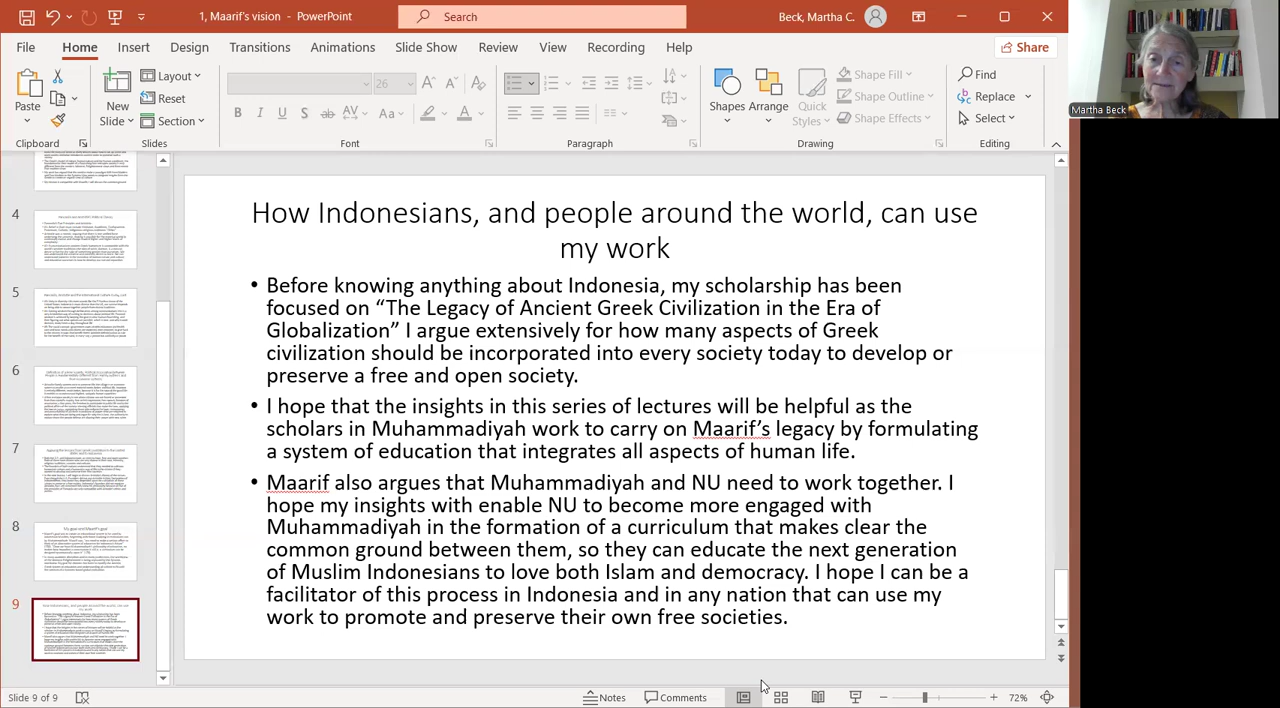 1, Maarif's vision - PowerPoint
Search
Beck, Martha C.
File
Home
Insert
Design
Transitions
Animations
Slide Show
Review
View
Recording
Help
Share
Paste
New
Slide
Layout
Reset
Section
26
B
I
U
S
ab
AV
Aa
A
Shapes
Arrange
Quick
Styles
Shape Fill
Shape Outline
Shape Effects
Find
Replace
Select
Clipboard
Slides
Font
Paragraph
Drawing
Editing
Martha Beck
4
5
6
7
8
9
How Indonesians, and people around the world, can use
my work
• Before knowing anything about Indonesia, my scholarship has been
focused on “The Legacy of Ancient Greek Civilization in the Era of
Globalization” I argue extensively for how many aspects of Greek
civilization should be incorporated into every society today to develop or
preserve a free and open society.
• I hope that the insights in this series of lectures will be helpful as the
scholars in Muhammadiyah work to carry on Maarif’s legacy by formulating
a system of education that integrates all aspects of human life.
• Maarif also argues that Muhammadiyah and NU need to work together. I
hope my insights with enable NU to become more engaged with
Muhammadiyah in the formation of a curriculum that makes clear the
common ground between them, so they can educate the next generation
of Muslim Indonesians to love both Islam and democracy. I hope I can be a
facilitator of this process in Indonesia and in any nation that can use my
work to promote and preserve their own free societies.
Slide 9 of 9
Notes
Comments
72%